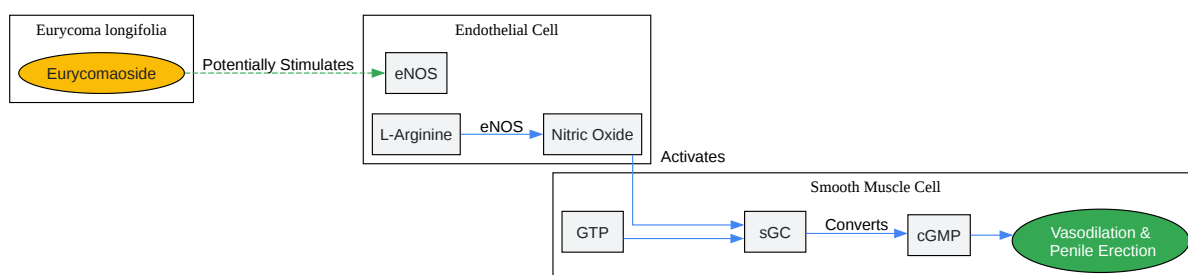 Eurycoma longifolia
Eurycomaoside
Potentially Stimulates
Endothelial Cell
eNOS
L-Arginine
eNOS
Nitric Oxide
Activates
Smooth Muscle Cell
GTP
sGC
Converts
cGMP
Vasodilation &
Penile Erection